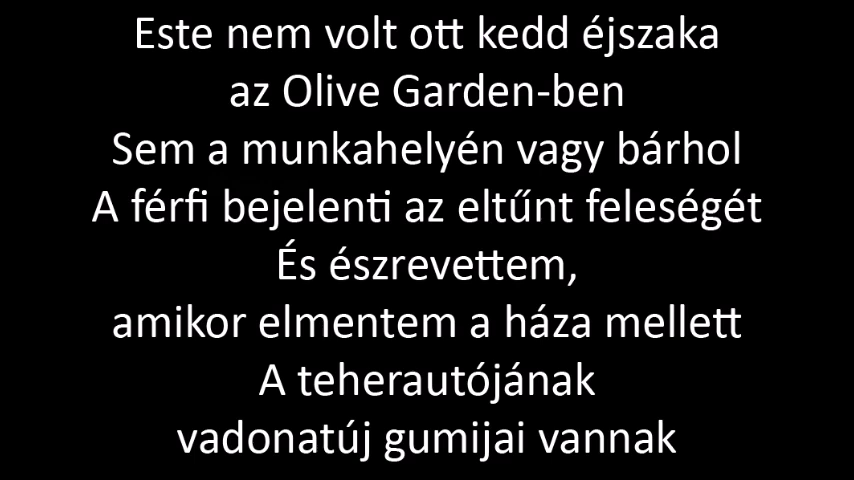 Este nem volt ott kedd éjszaka
az Olive Garden-ben
Sem a munkahelyén vagy bárhol
A férfi bejelenti az eltűnt feleségét
És észrevettem,
amikor elmentem a háza mellett
A teherautójának
vadonatúj gumijai vannak